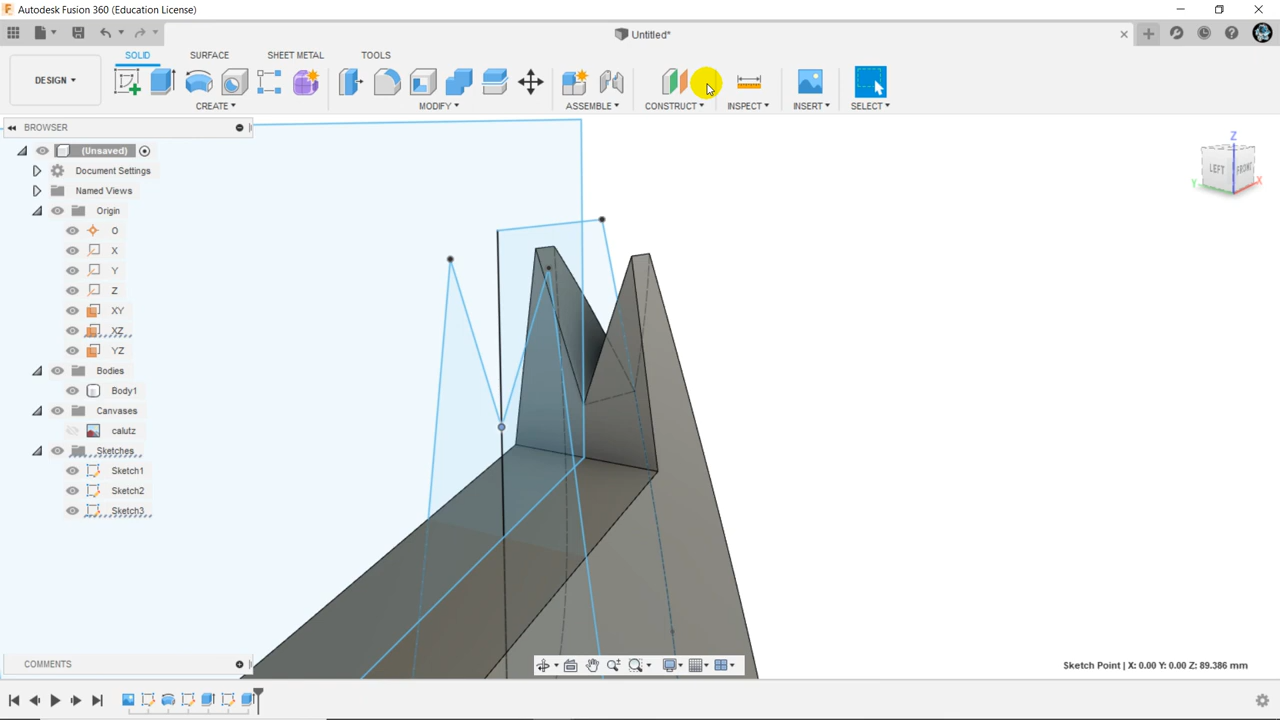 Autodesk Fusion 360 (Education License)
Untitled*
DESIGN
SOLID
SURFACE
SHEET METAL
TOOLS
CREATE
MODIFY
ASSEMBLE
CONSTRUCT
INSPECT
INSERT
SELECT
BROWSER
(Unsaved)
Document Settings
Named Views
Origin
O
X
Y
Z
XY
XZ
YZ
Bodies
Body1
Canvases
calutz
Sketches
Sketch1
Sketch2
Sketch3
Z
LEFT
FRONT
Y
X
COMMENTS
Sketch Point | X: 0.00 Y: 0.00 Z: 89.386 mm